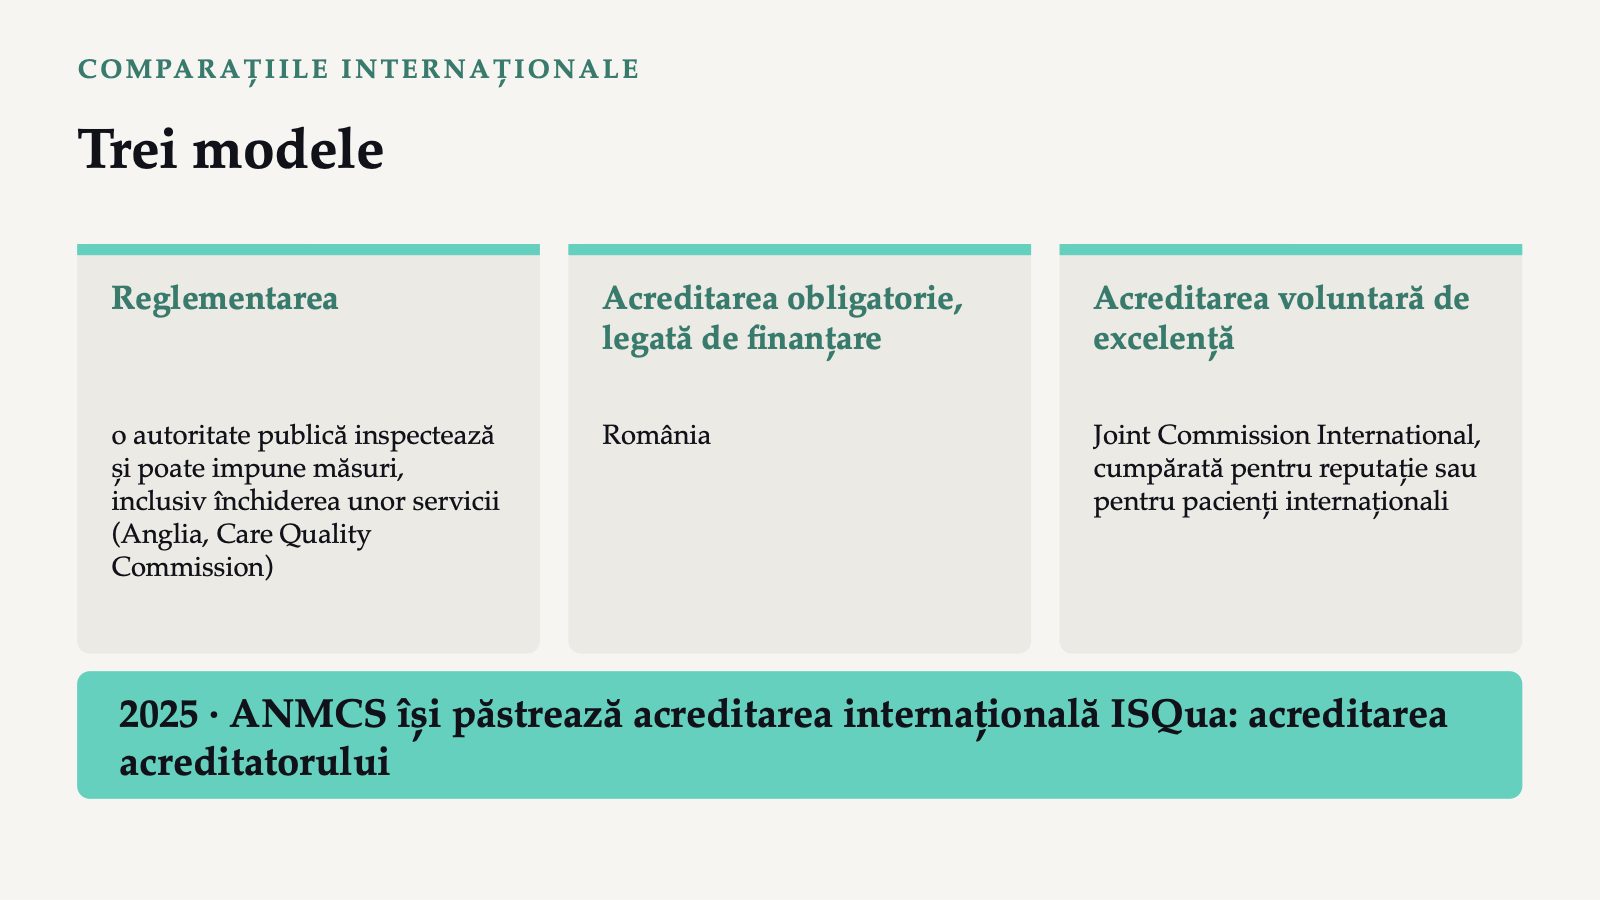 COMPARAȚIILE INTERNAȚIONALE
Trei modele
Reglementarea
o autoritate publică inspectează
și poate impune măsuri,
inclusiv închiderea unor servicii
(Anglia, Care Quality
Commission)
Acreditarea obligatorie,
legată de finanțare
România
Acreditarea voluntară de
excelență
Joint Commission International,
cumpărată pentru reputație sau
pentru pacienți internaționali
2025 · ANMCS își păstrează acreditarea internațională ISQua: acreditarea
acreditatorului